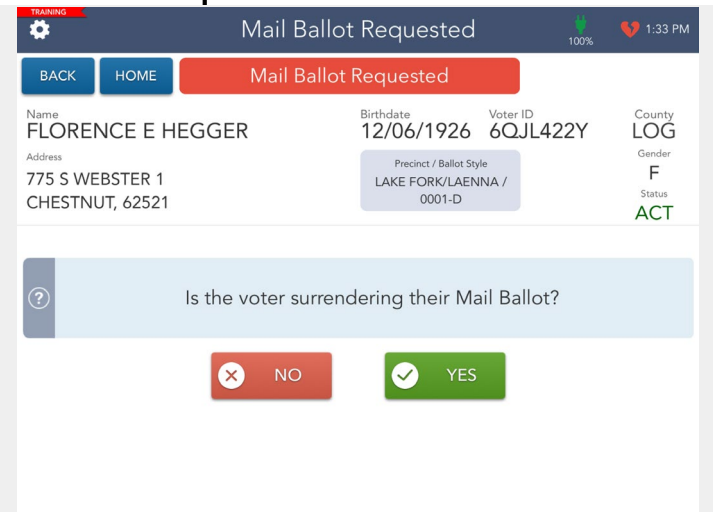 TRAINING
Mail Ballot Requested
100%
1:33 PM
BACK
HOME
Mail Ballot Requested
Name
FLORENCE E HEGGER
Birthdate
12/06/1926
Voter ID
6QJL422Y
County
LOG
Address
775 S WEBSTER 1
CHESTNUT, 62521
Precinct / Ballot Style
LAKE FORK/LAENNA /
0001-D
Gender
F
Status
ACT
?
Is the voter surrendering their Mail Ballot?
NO
YES